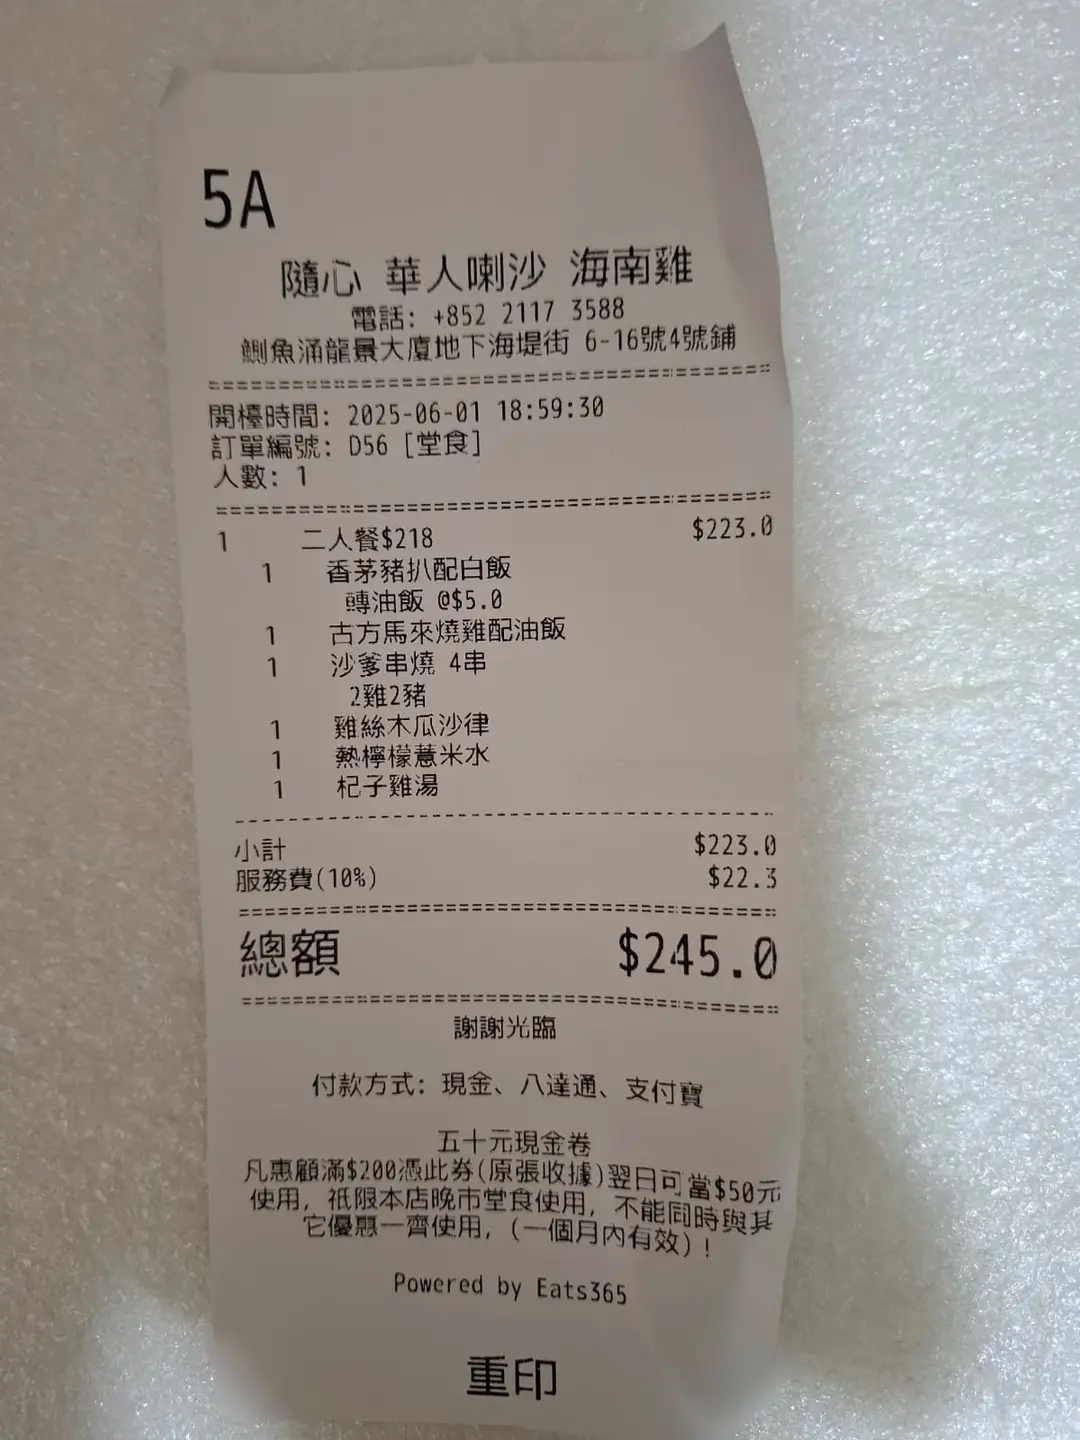 5A
隨心 華人喇沙 海南雞
電話: +852 2117 3588
鰂魚涌龍景大廈地下海堤街 6-16號4號鋪
開檯時間: 2025-06-01 18:59:30
訂單編號: D56 [堂食]
人數: 1
1 二人餐$218 $223.0
1 香茅豬扒配白飯
轉油飯 @$5.0
1 古方馬來燒雞配油飯
1 沙爹串燒 4串
2雞2豬
1 雞絲木瓜沙律
1 熱檸檬薏米水
1 杞子雞湯
小計 $223.0
服務費(10%) $22.3
總額 $245.0
謝謝光臨
付款方式: 現金、八達通、支付寶
五十元現金卷
凡惠顧滿$200憑此券(原張收據)翌日可當$50元
使用, 祇限本店晚市堂食使用, 不能同時與其
它優惠一齊使用, (一個月內有效)!
Powered by Eats365
重印